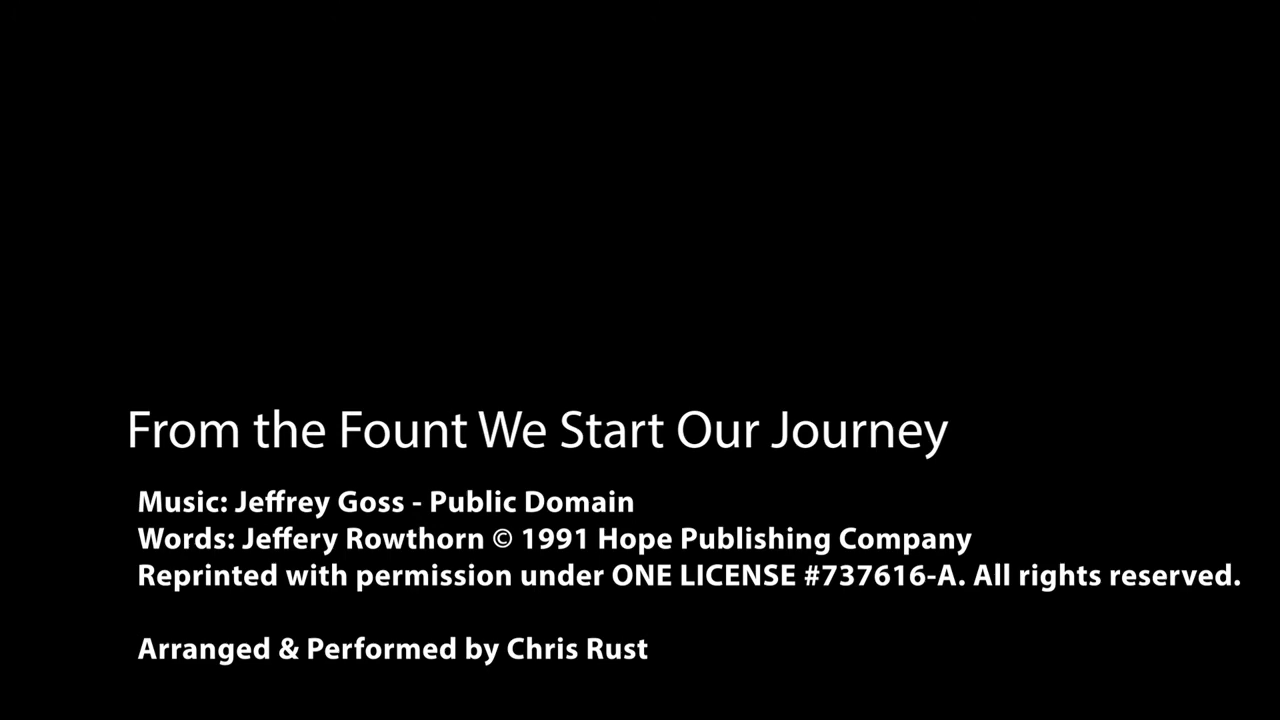 From the Fount We Start Our Journey
Music: Jeffrey Goss - Public Domain
Words: Jeffery Rowthorn © 1991 Hope Publishing Company
Reprinted with permission under ONE LICENSE #737616-A. All rights reserved.
Arranged & Performed by Chris Rust